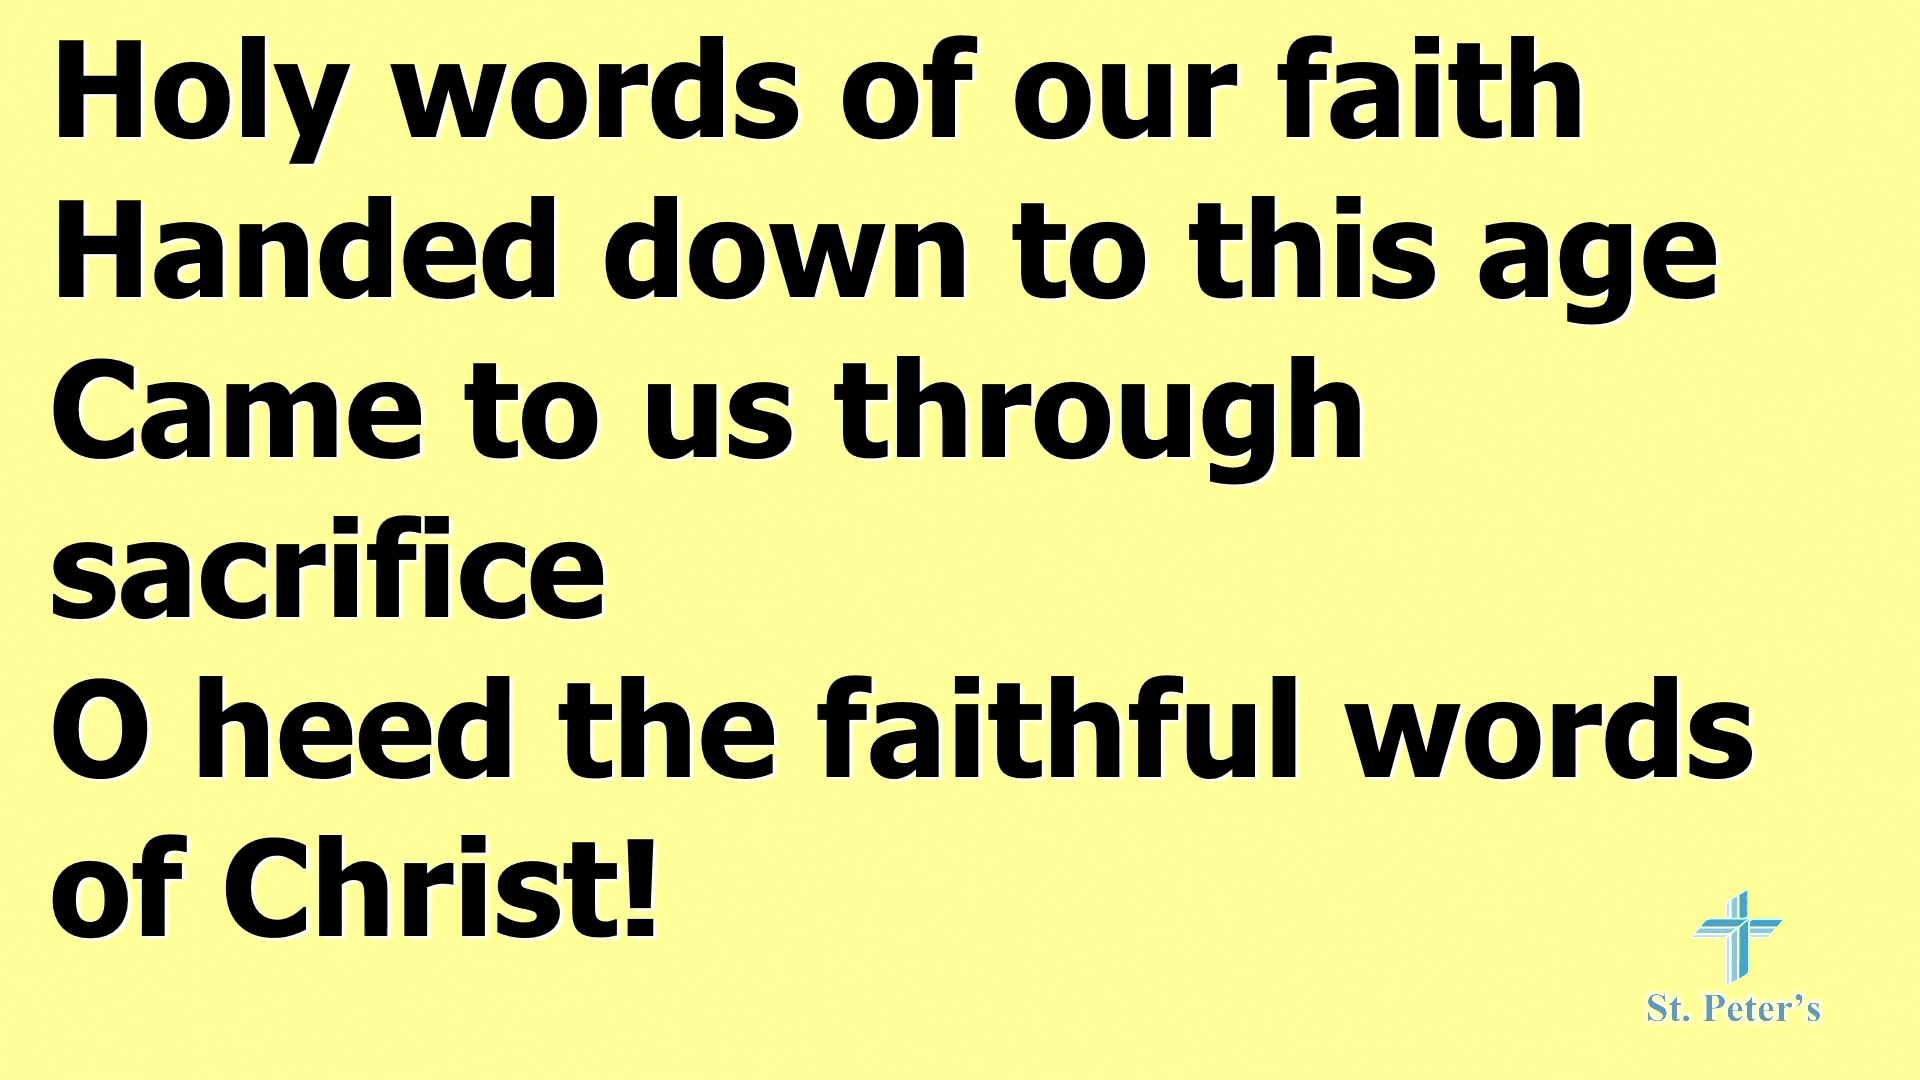 Holy words of our faith
Handed down to this age
Came to us through
sacrifice
O heed the faithful words
of Christ!
St. Peter’s